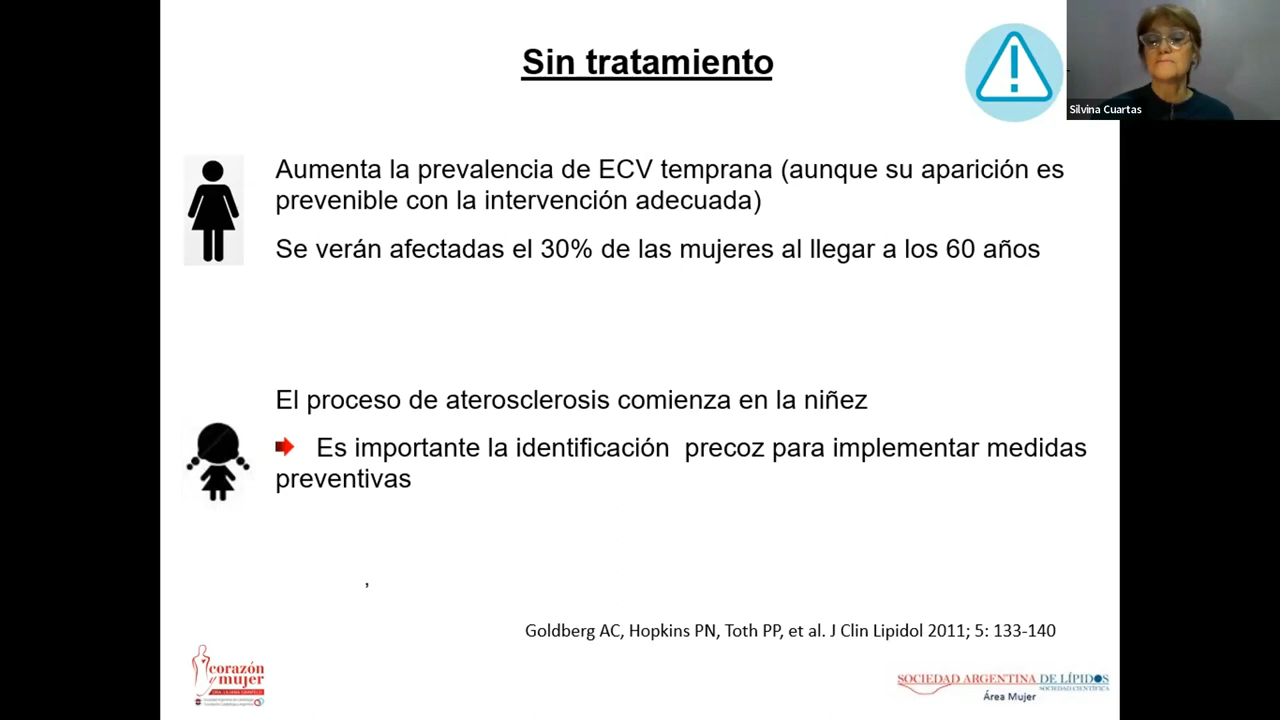 Sin tratamiento
Silvina Cuartas
Aumenta la prevalencia de ECV temprana (aunque su aparición es
prevenible con la intervención adecuada)
Se verán afectadas el 30% de las mujeres al llegar a los 60 años
El proceso de aterosclerosis comienza en la niñez
Es importante la identificación precoz para implementar medidas
preventivas
,
Goldberg AC, Hopkins PN, Toth PP, et al. J Clin Lipidol 2011; 5: 133-140
corazón
y mujer
SOCIEDAD ARGENTINA DE LÍPIDOS
SOCIEDAD CIENTÍFICA
Área Mujer